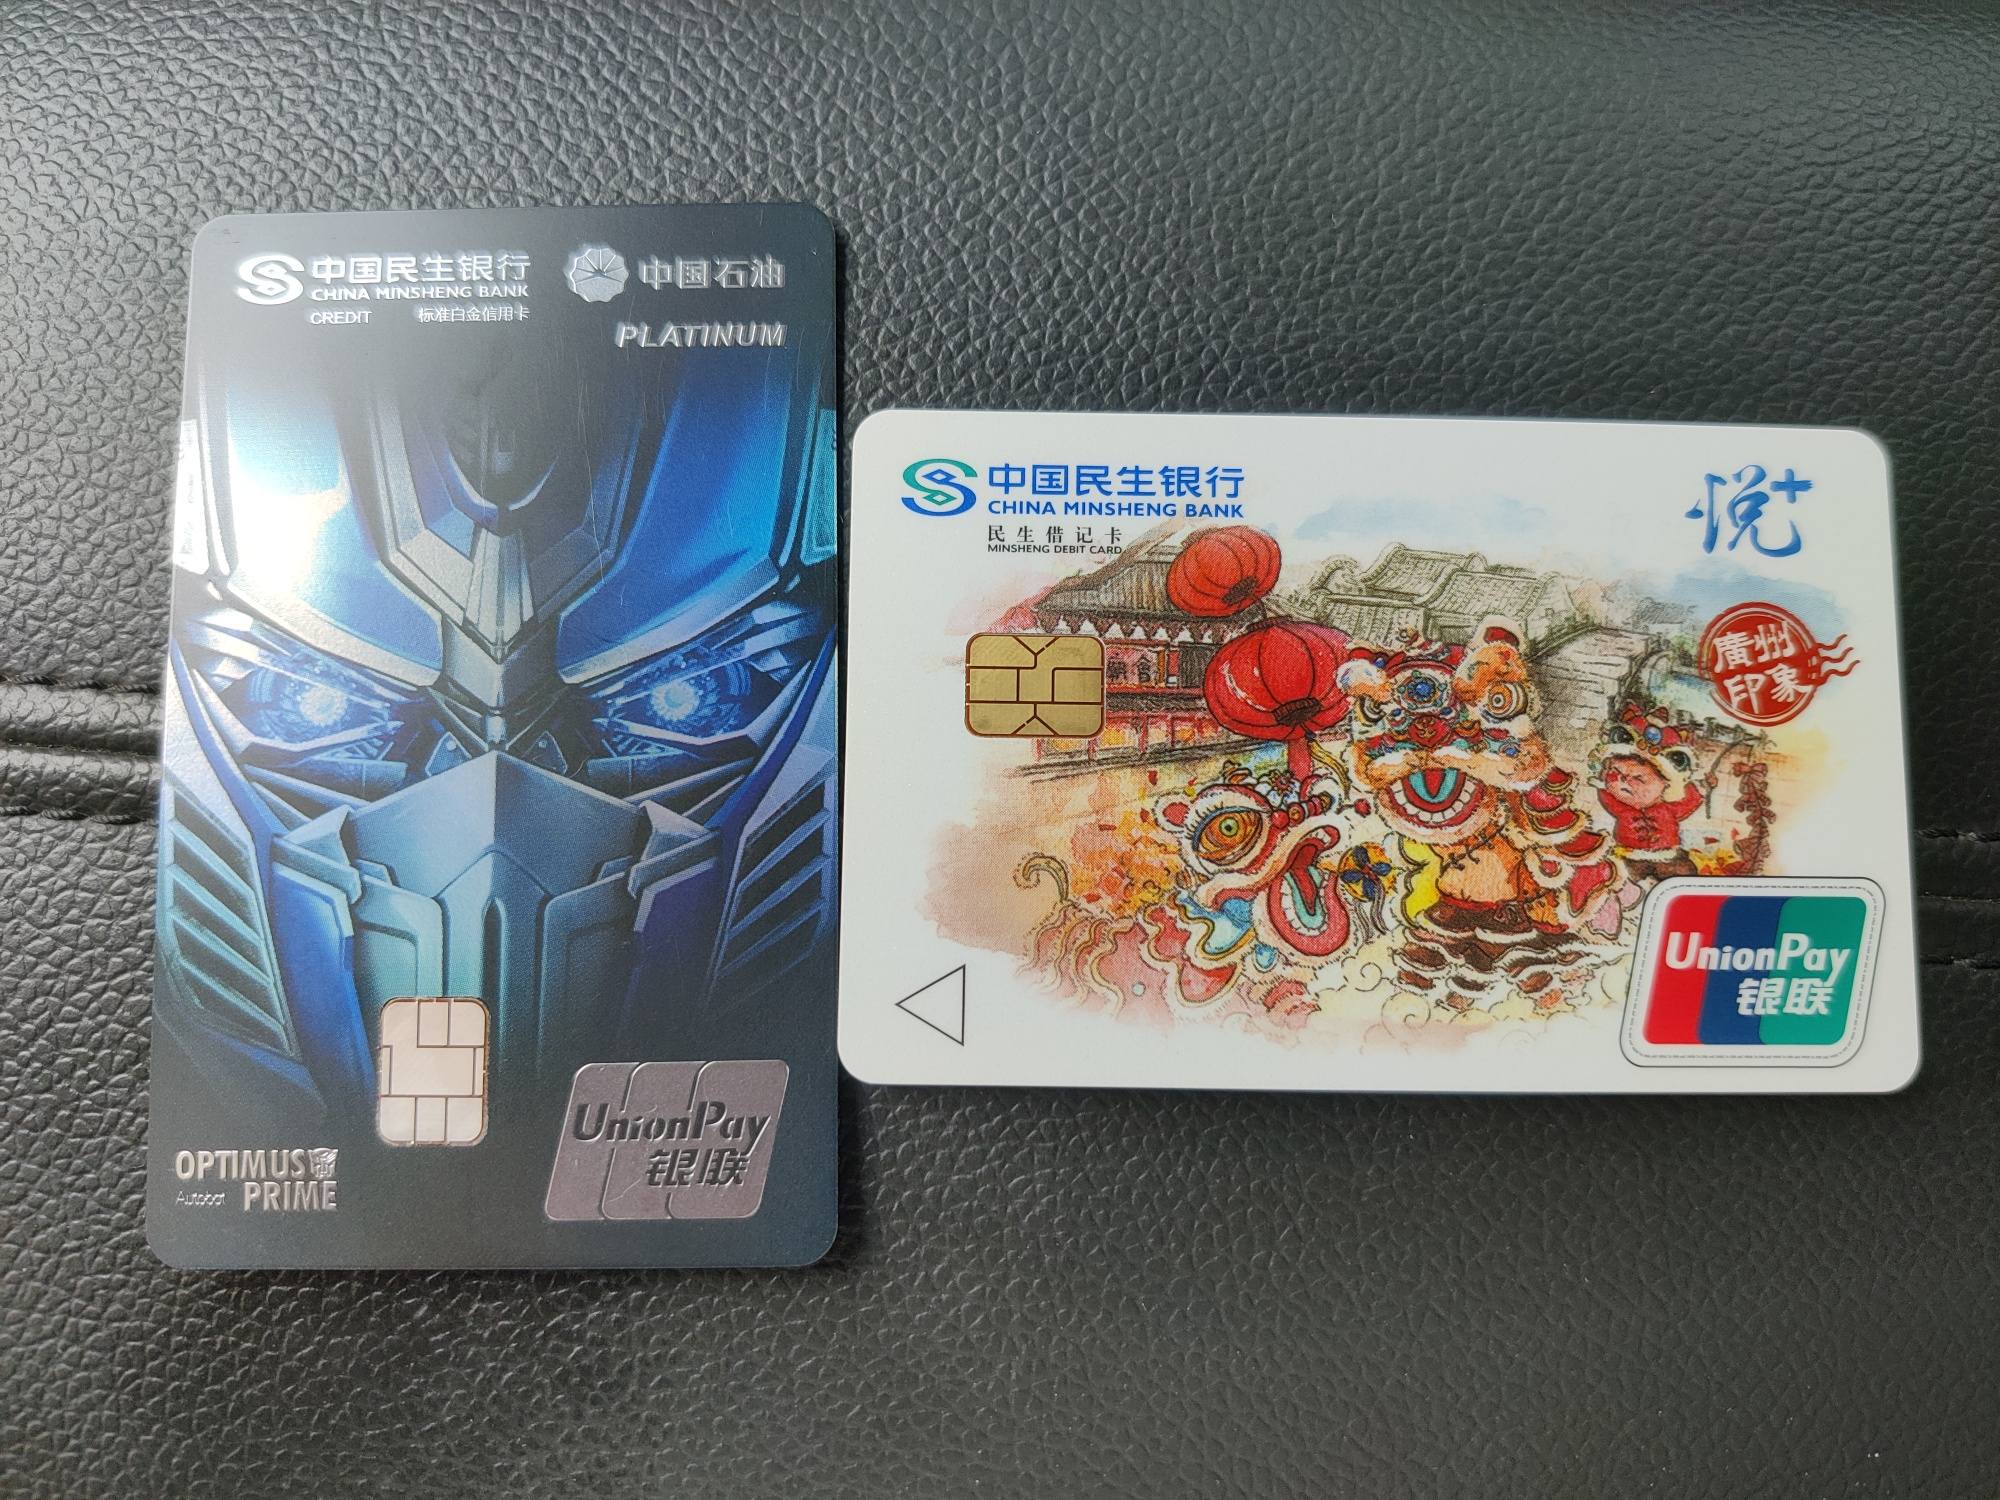 中国民生银行
CHINA MINSHENG BANK
CREDIT 标准白金信用卡
中国石油
PLATINUM
OPTIMUS
Autobot PRIME
UnionPay
银联
中国民生银行
CHINA MINSHENG BANK
民生借记卡
MINSHENG DEBIT CARD
悦+
廣州
印象
廟會
UnionPay
银联